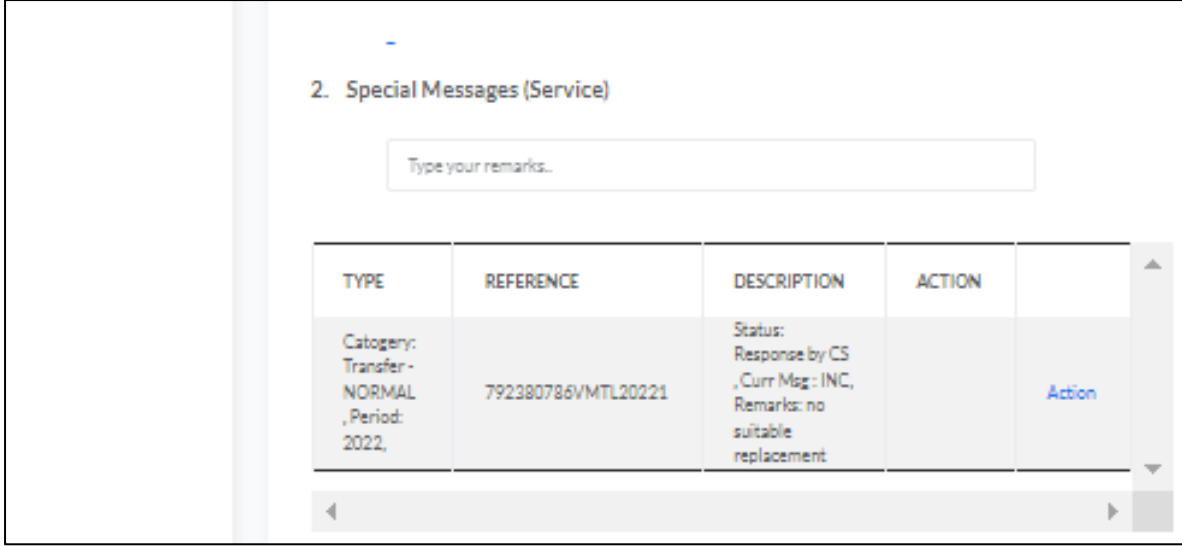 2. Special Messages (Service)
Type your remarks..
TYPE
REFERENCE
DESCRIPTION
ACTION
Catogery:
Transfer -
NORMAL
, Period:
2022,
792380786VMTL20221
Status:
Response by CS
, Curr Msg : INC,
Remarks: no
suitable
replacement
Action